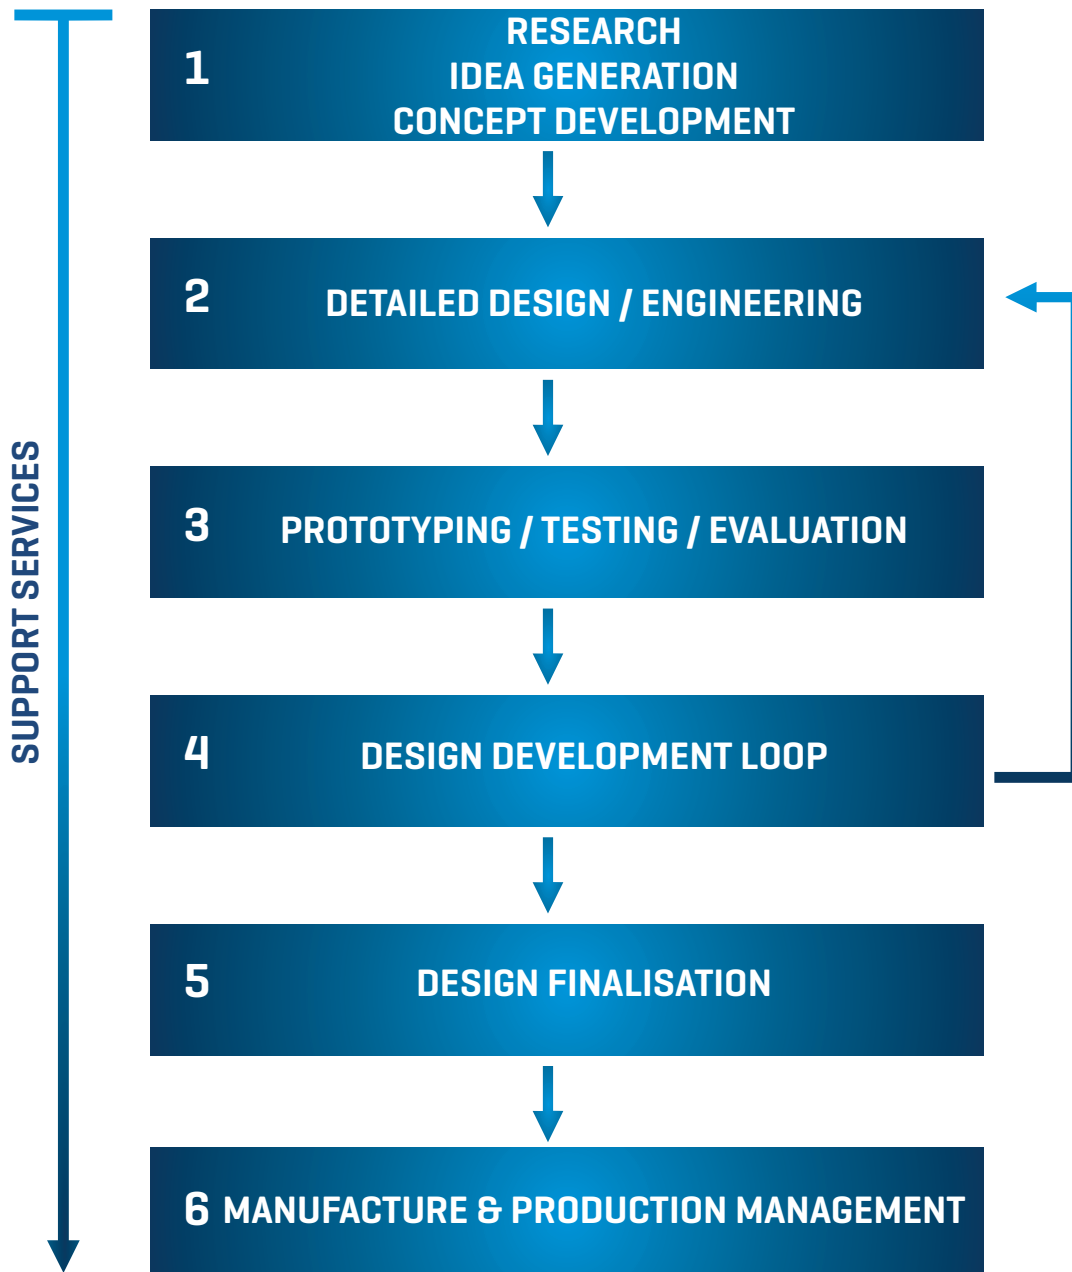 SUPPORT SERVICES
1
RESEARCH
IDEA GENERATION
CONCEPT DEVELOPMENT
2 DETAILED DESIGN / ENGINEERING
3 PROTOTYPING / TESTING / EVALUATION
4 DESIGN DEVELOPMENT LOOP
5 DESIGN FINALISATION
6 MANUFACTURE & PRODUCTION MANAGEMENT